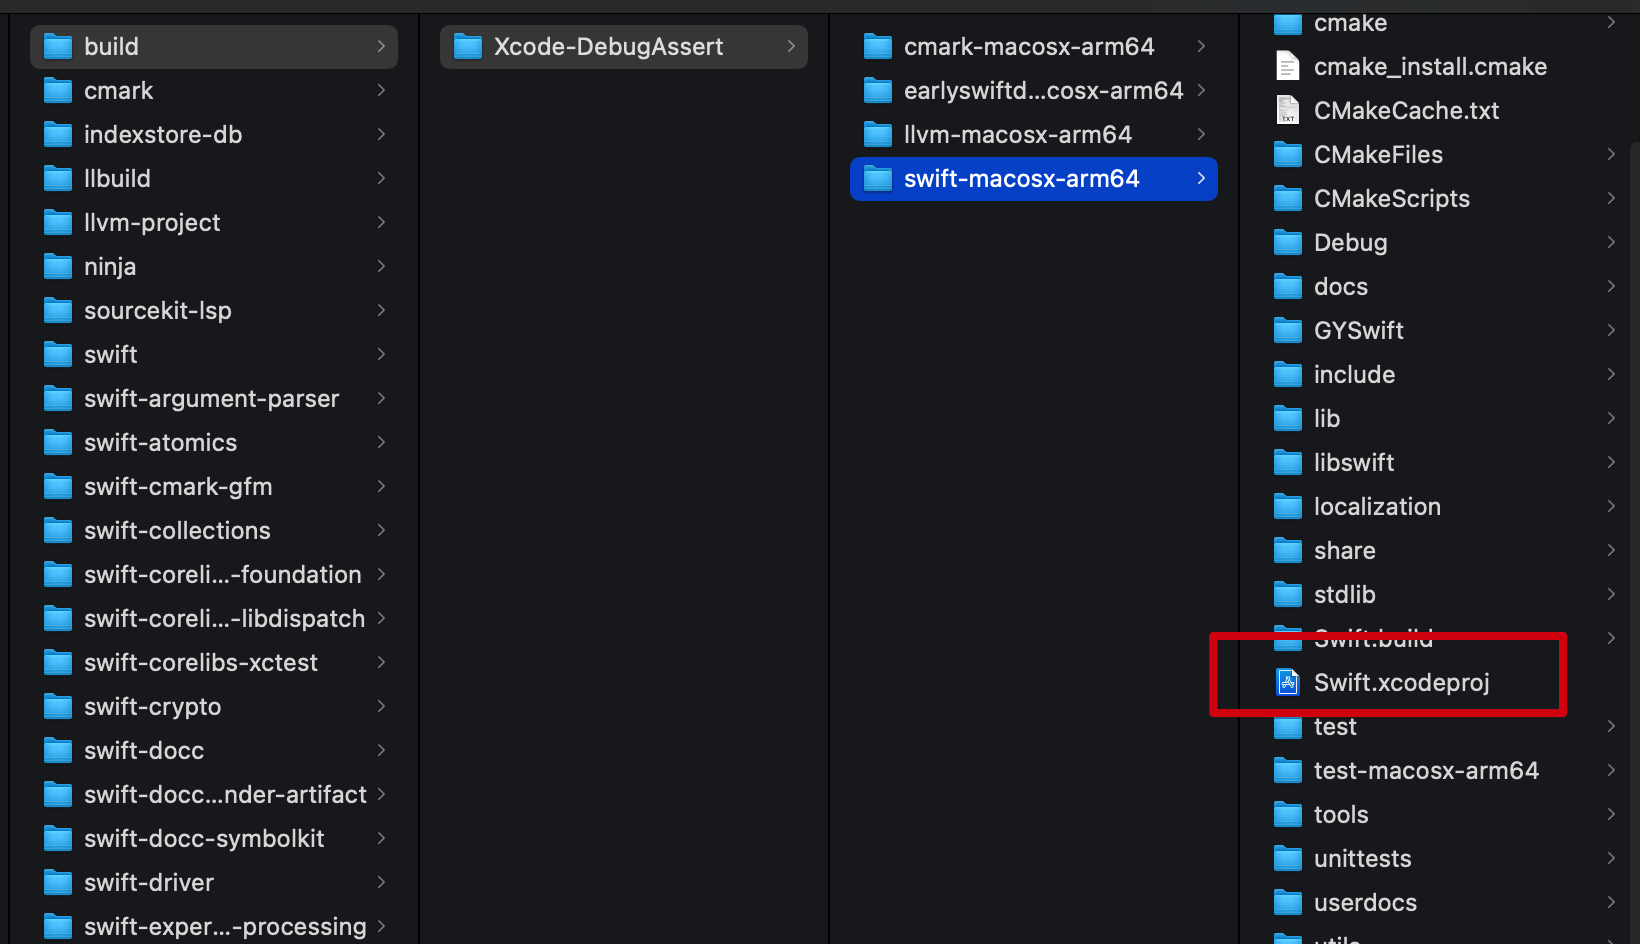 build
cmark
indexstore-db
llbuild
llvm-project
ninja
sourcekit-lsp
swift
swift-argument-parser
swift-atomics
swift-cmark-gfm
swift-collections
swift-coreli...-foundation
swift-coreli...-libdispatch
swift-corelibs-xctest
swift-crypto
swift-docc
swift-docc...nder-artifact
swift-docc-symbolkit
swift-driver
swift-exper...-processing
Xcode-DebugAssert
cmark-macosx-arm64
earlyswiftd...cosx-arm64
llvm-macosx-arm64
swift-macosx-arm64
cmake
cmake_install.cmake
CMakeCache.txt
CMakeFiles
CMakeScripts
Debug
docs
GYSwift
include
lib
libswift
localization
share
stdlib
Swift.build
Swift.xcodeproj
test
test-macosx-arm64
tools
unittests
userdocs
utils